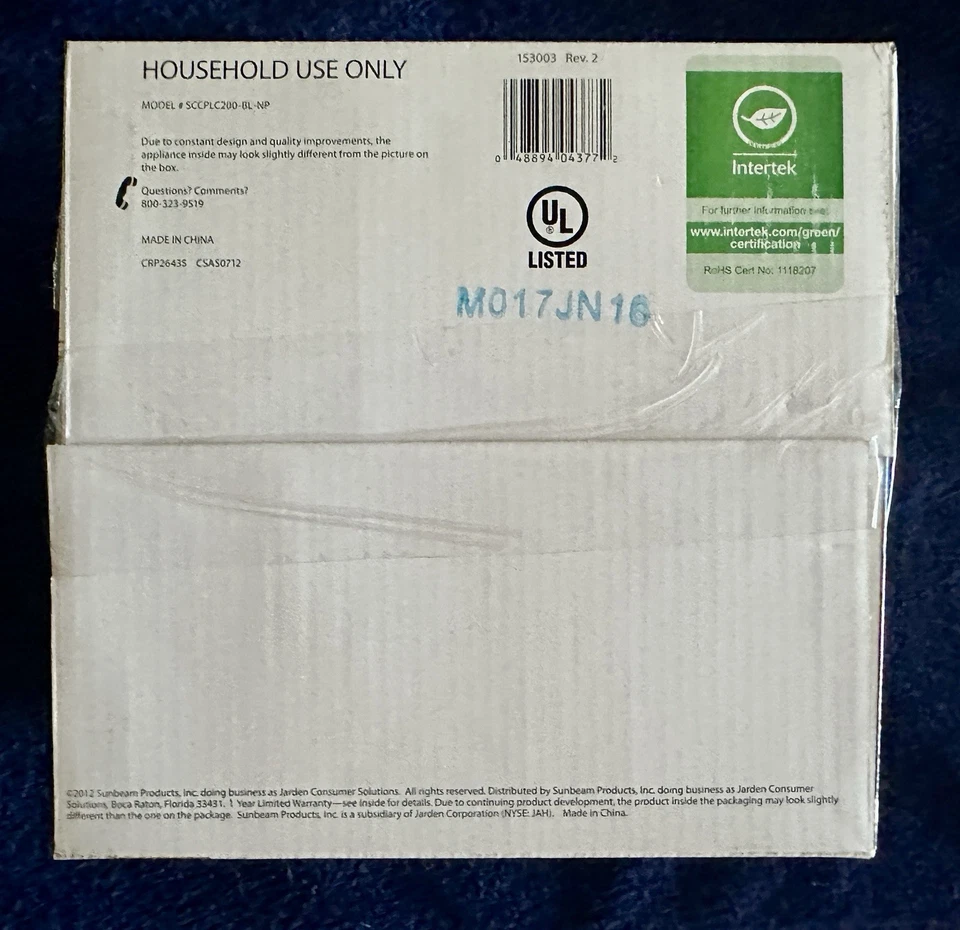 HOUSEHOLD USE ONLY
MODEL # SCCPLC200-BL-NP
Due to constant design and quality improvements, the
appliance inside may look slightly different from the picture on
the box.
Questions? Comments?
800-323-9519
MADE IN CHINA
CRP2643S CSAS0712
153003 Rev. 2
0 48894 04377 2
UL
®
LISTED
M017JN16
CERTIFIED
Intertek
For further information see:
www.intertek.com/green/
certification
RoHS Cert No: 1118207
©2012 Sunbeam Products, Inc. doing business as Jarden Consumer Solutions. All rights reserved. Distributed by Sunbeam Products, Inc. doing business as Jarden Consumer
Solutions, Boca Raton, Florida 33431. 1 Year Limited Warranty—see inside for details. Due to continuing product development, the product inside the packaging may look slightly
different than the one on the package. Sunbeam Products, Inc. is a subsidiary of Jarden Corporation (NYSE: JAH). Made in China.